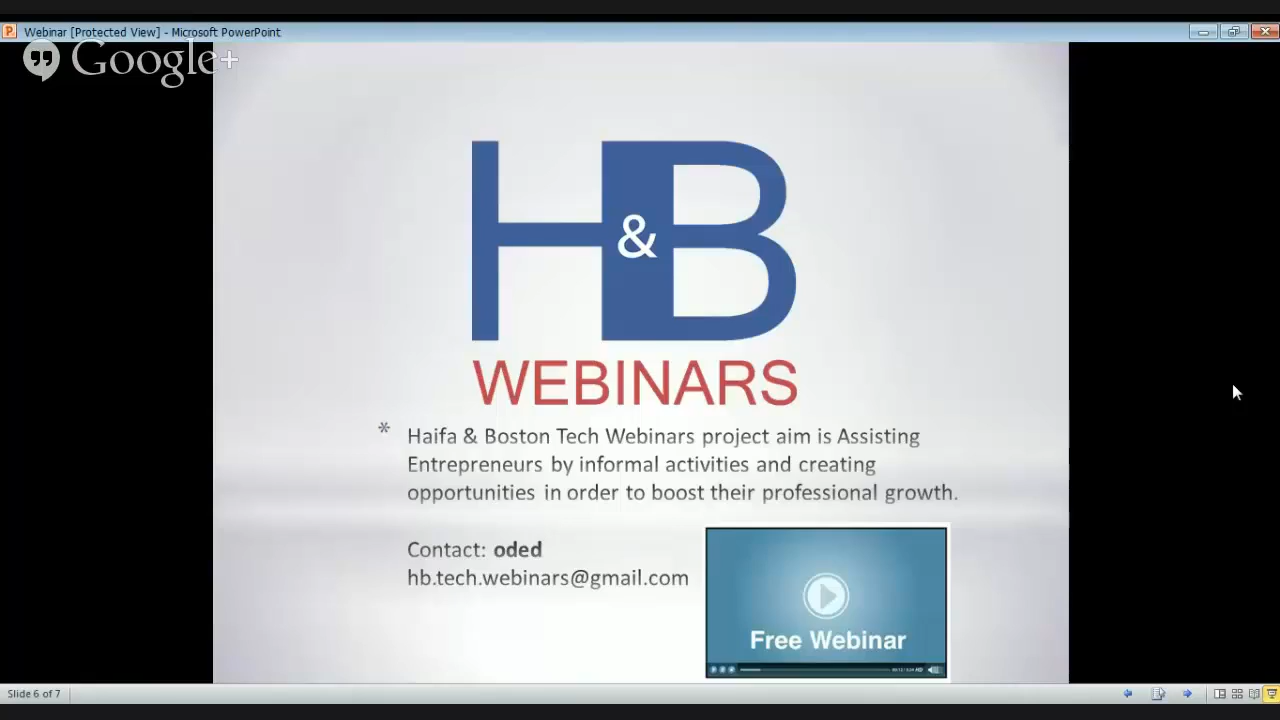 Webinar [Protected View] - Microsoft PowerPoint
Google+
H&B
WEBINARS
* Haifa & Boston Tech Webinars project aim is Assisting
Entrepreneurs by informal activities and creating
opportunities in order to boost their professional growth.
Contact: oded
hb.tech.webinars@gmail.com
Free Webinar
Slide 6 of 7